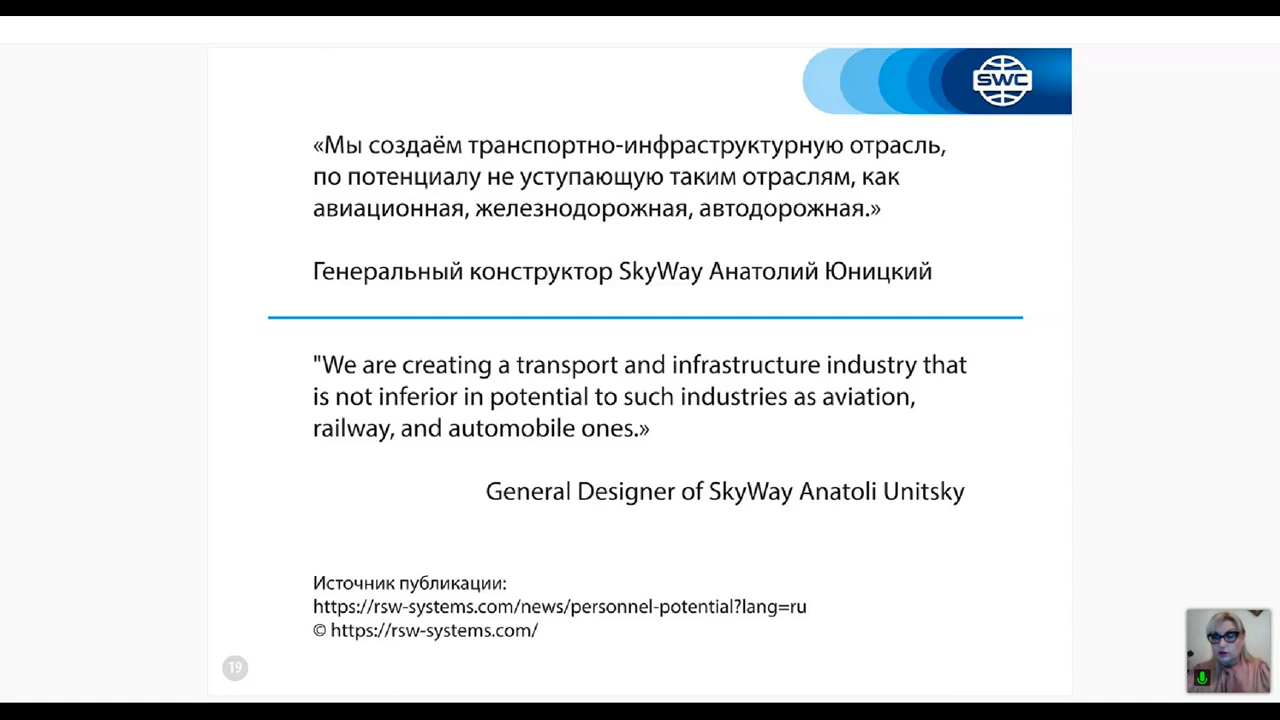 SWC
«Мы создаём транспортно-инфраструктурную отрасль,
по потенциалу не уступающую таким отраслям, как
авиационная, железнодорожная, автодорожная.»
Генеральный конструктор SkyWay Анатолий Юницкий
"We are creating a transport and infrastructure industry that
is not inferior in potential to such industries as aviation,
railway, and automobile ones.»
General Designer of SkyWay Anatoli Unitsky
Источник публикации:
https://rsw-systems.com/news/personnel-potential?lang=ru
© https://rsw-systems.com/
19